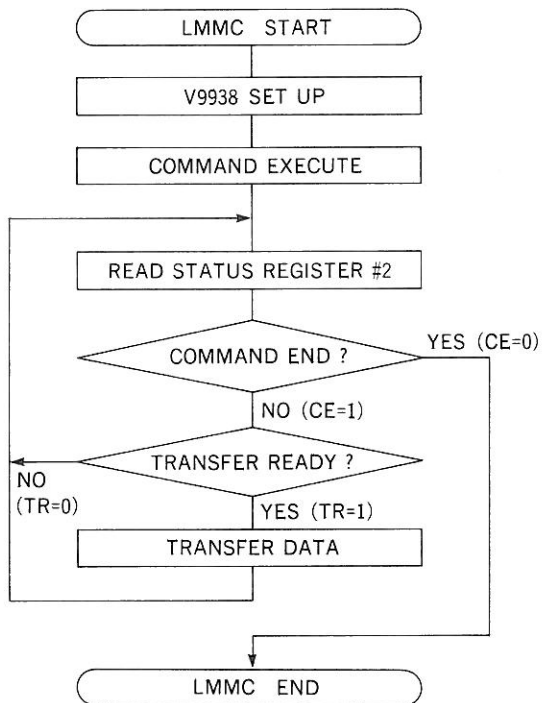 LMMC START
V9938 SET UP
COMMAND EXECUTE
READ STATUS REGISTER #2
COMMAND END ?
YES (CE=0)
NO (CE=1)
TRANSFER READY ?
NO
(TR=0)
YES (TR=1)
TRANSFER DATA
LMMC END